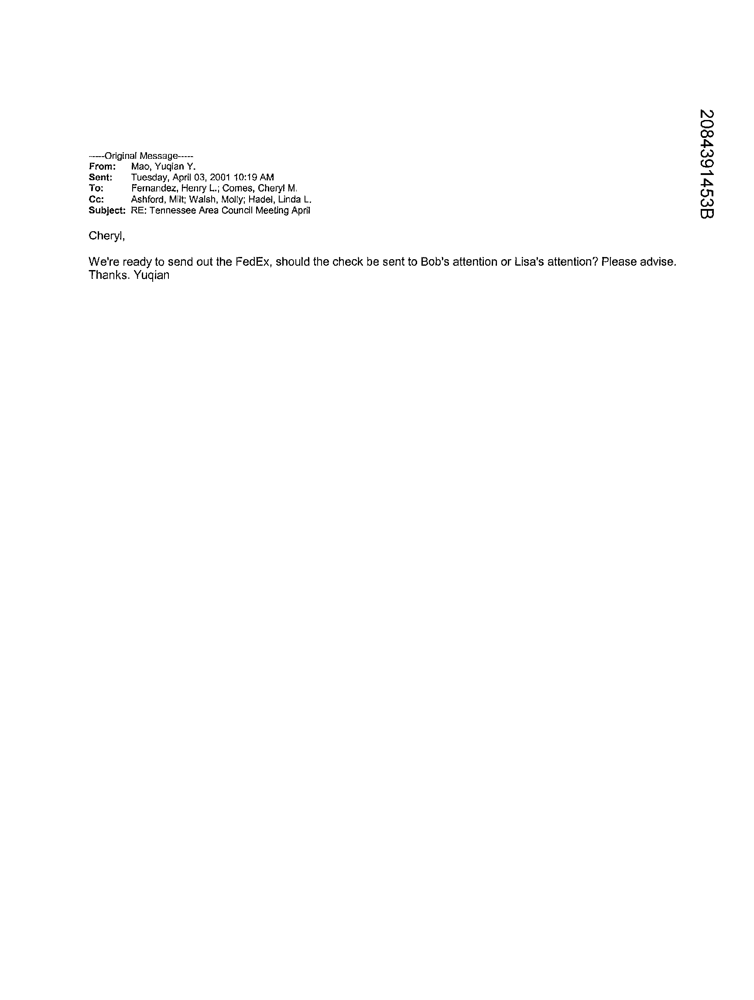 2084391453B
-----Original Message-----
From: Mao, Yuqian Y.
Sent: Tuesday, April 03, 2001 10:19 AM
To: Fernandez, Henry L.; Comes, Cheryl M.
Cc: Ashford, Milt; Walsh, Molly; Hadel, Linda L.
Subject: RE: Tennessee Area Council Meeting April
Cheryl,
We're ready to send out the FedEx, should the check be sent to Bob's attention or Lisa's attention? Please advise.
Thanks. Yuqian